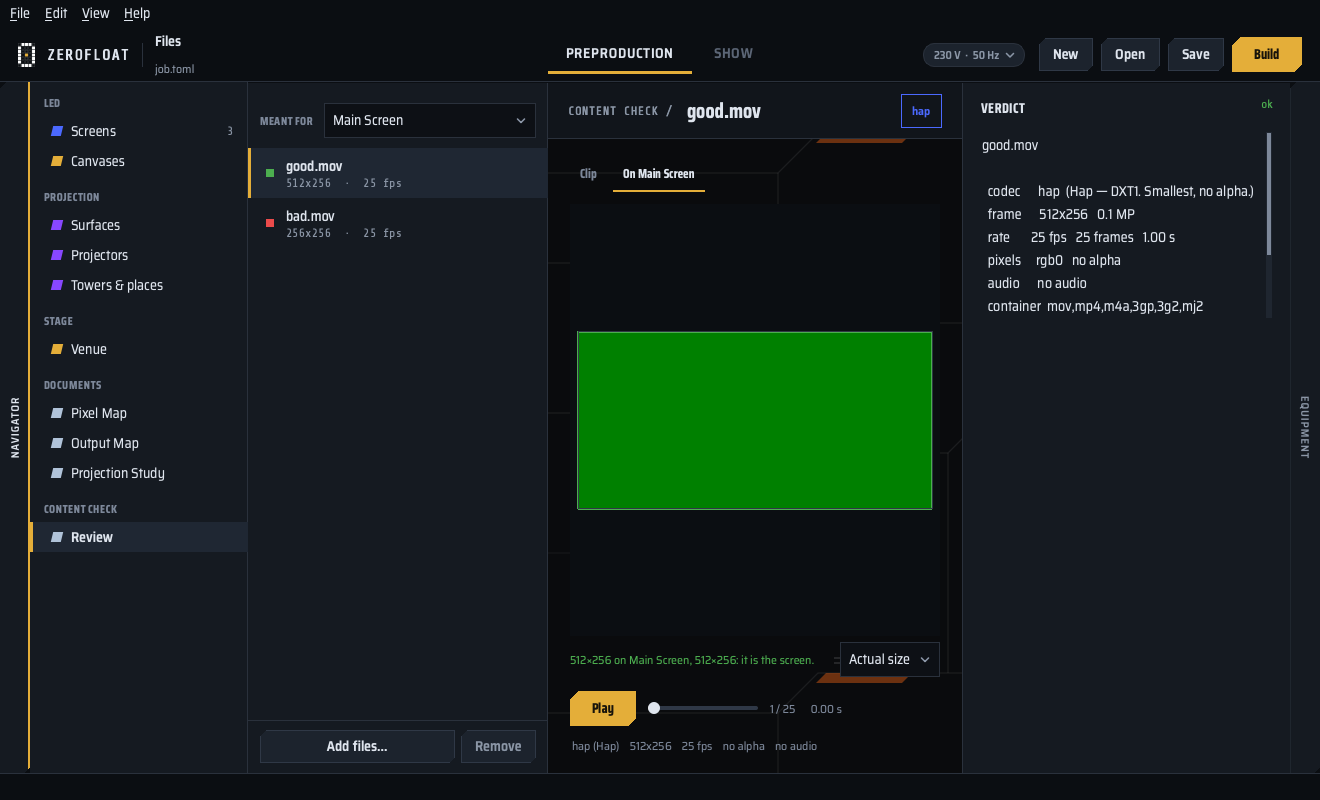 File Edit View Help
ZEROFLOAT
Files
job.toml
PREPRODUCTION SHOW
230 V · 50 Hz
New Open Save Build
NAVIGATOR
LED
Screens 3
Canvases
PROJECTION
Surfaces
Projectors
Towers & places
STAGE
Venue
DOCUMENTS
Pixel Map
Output Map
Projection Study
CONTENT CHECK
Review
MEANT FOR Main Screen
good.mov
512x256 · 25 fps
bad.mov
256x256 · 25 fps
Add files... Remove
CONTENT CHECK / good.mov hap
Clip On Main Screen
512×256 on Main Screen, 512×256: it is the screen. Actual size
Play 1 / 25 0.00 s
hap (Hap) 512x256 25 fps no alpha no audio
VERDICT ok
good.mov
codec hap (Hap — DXT1. Smallest, no alpha.)
frame 512x256 0.1 MP
rate 25 fps 25 frames 1.00 s
pixels rgb0 no alpha
audio no audio
container mov,mp4,m4a,3gp,3g2,mj2
EQUIPMENT